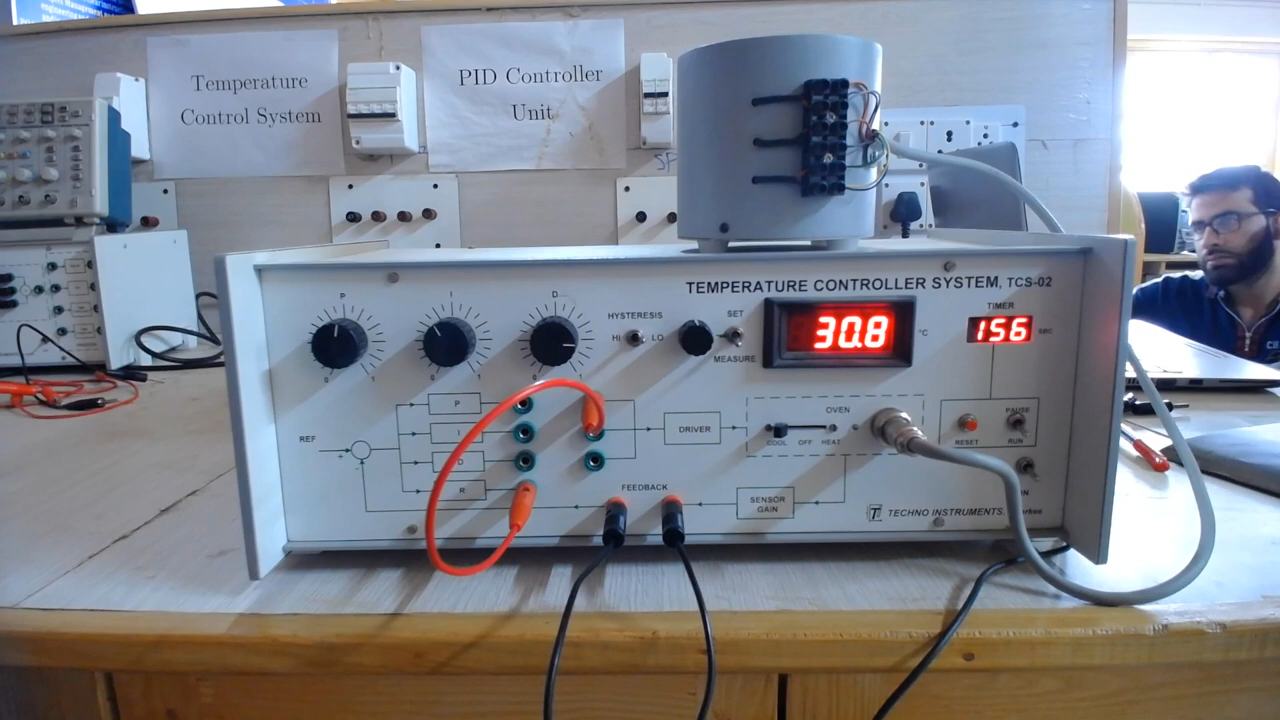 Temperature
Control System
PID Controller
Unit
TEMPERATURE CONTROLLER SYSTEM, TCS-02
P
I
D
HYSTERESIS
HI
LO
SET
MEASURE
30.8
°C
TIMER
156
SEC
REF
P
I
D
R
DRIVER
OVEN
COOL OFF HEAT
RESET
PAUSE
RUN
FEEDBACK
SENSOR
GAIN
TECHNO INSTRUMENTS,